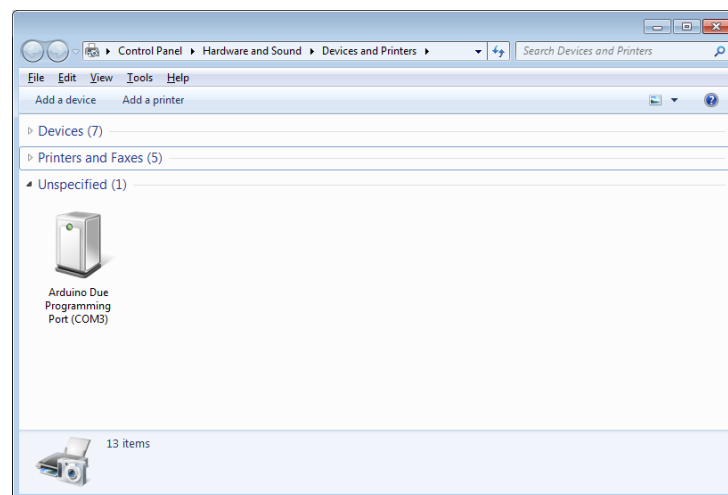 Control Panel Hardware and Sound Devices and Printers Search Devices and Printers
File Edit View Tools Help
Add a device Add a printer
Devices (7)
Printers and Faxes (5)
Unspecified (1)
Arduino Due
Programming
Port (COM3)
13 items